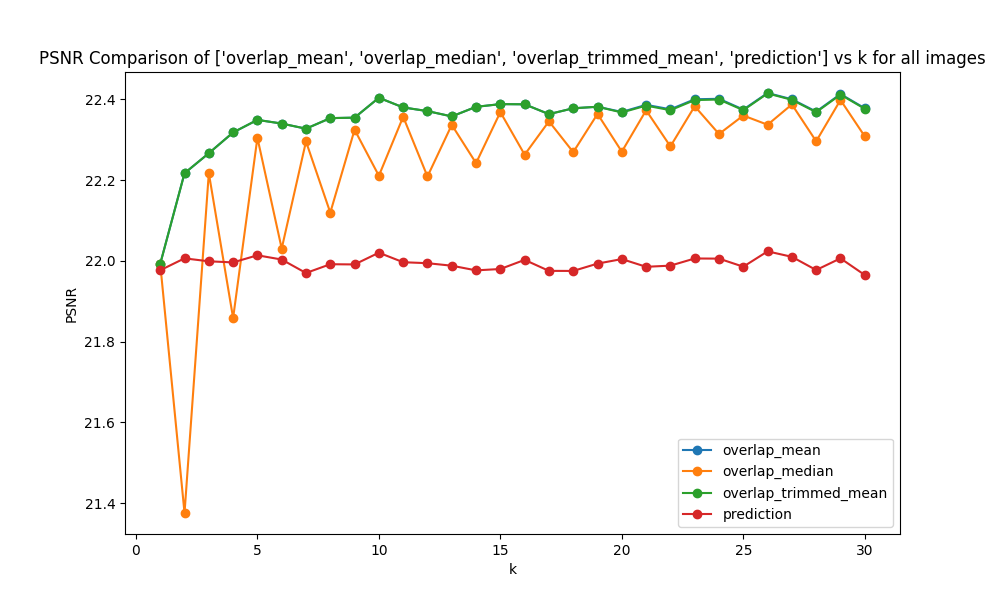 PSNR Comparison of ['overlap_mean', 'overlap_median', 'overlap_trimmed_mean', 'prediction'] vs k for all images
22.4
22.2
22.0
21.8
21.6
21.4
PSNR
0 5 10 15 20 25 30
k
overlap_mean
overlap_median
overlap_trimmed_mean
prediction